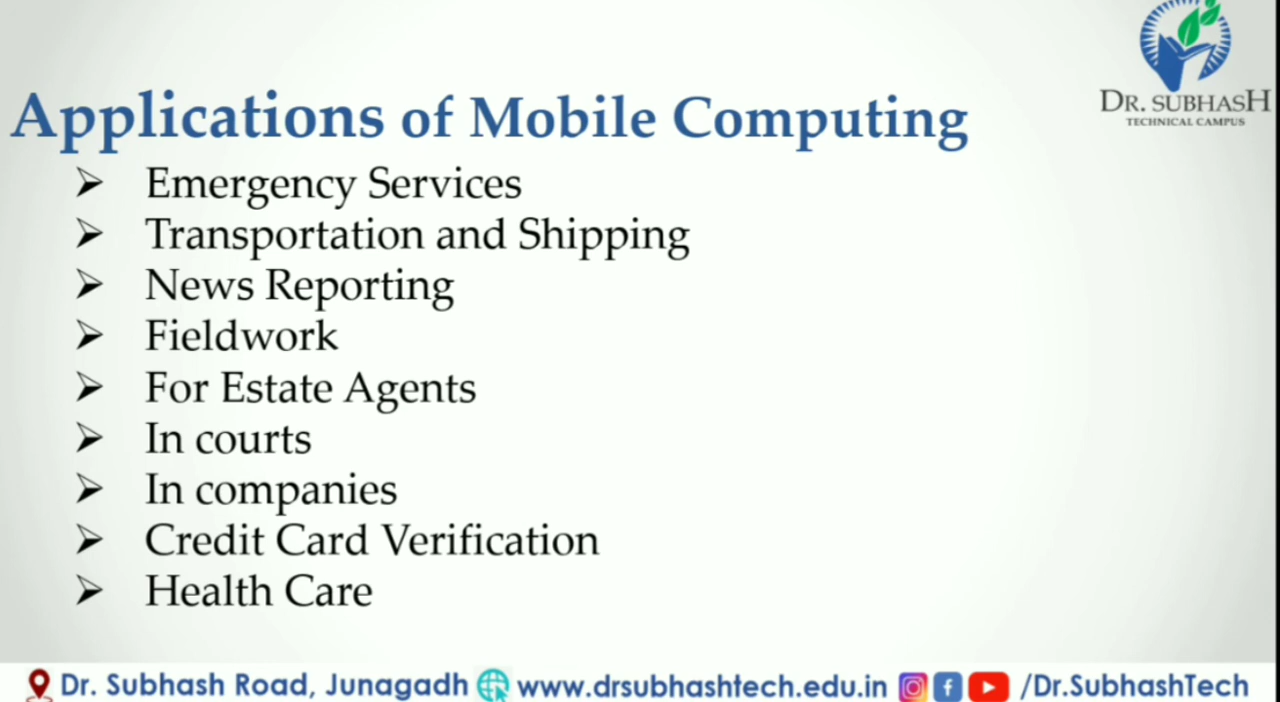 DR. SUBHASH
TECHNICAL CAMPUS
Applications of Mobile Computing
➢ Emergency Services
➢ Transportation and Shipping
➢ News Reporting
➢ Fieldwork
➢ For Estate Agents
➢ In courts
➢ In companies
➢ Credit Card Verification
➢ Health Care
Dr. Subhash Road, Junagadh www.drsubhashtech.edu.in /Dr.SubhashTech